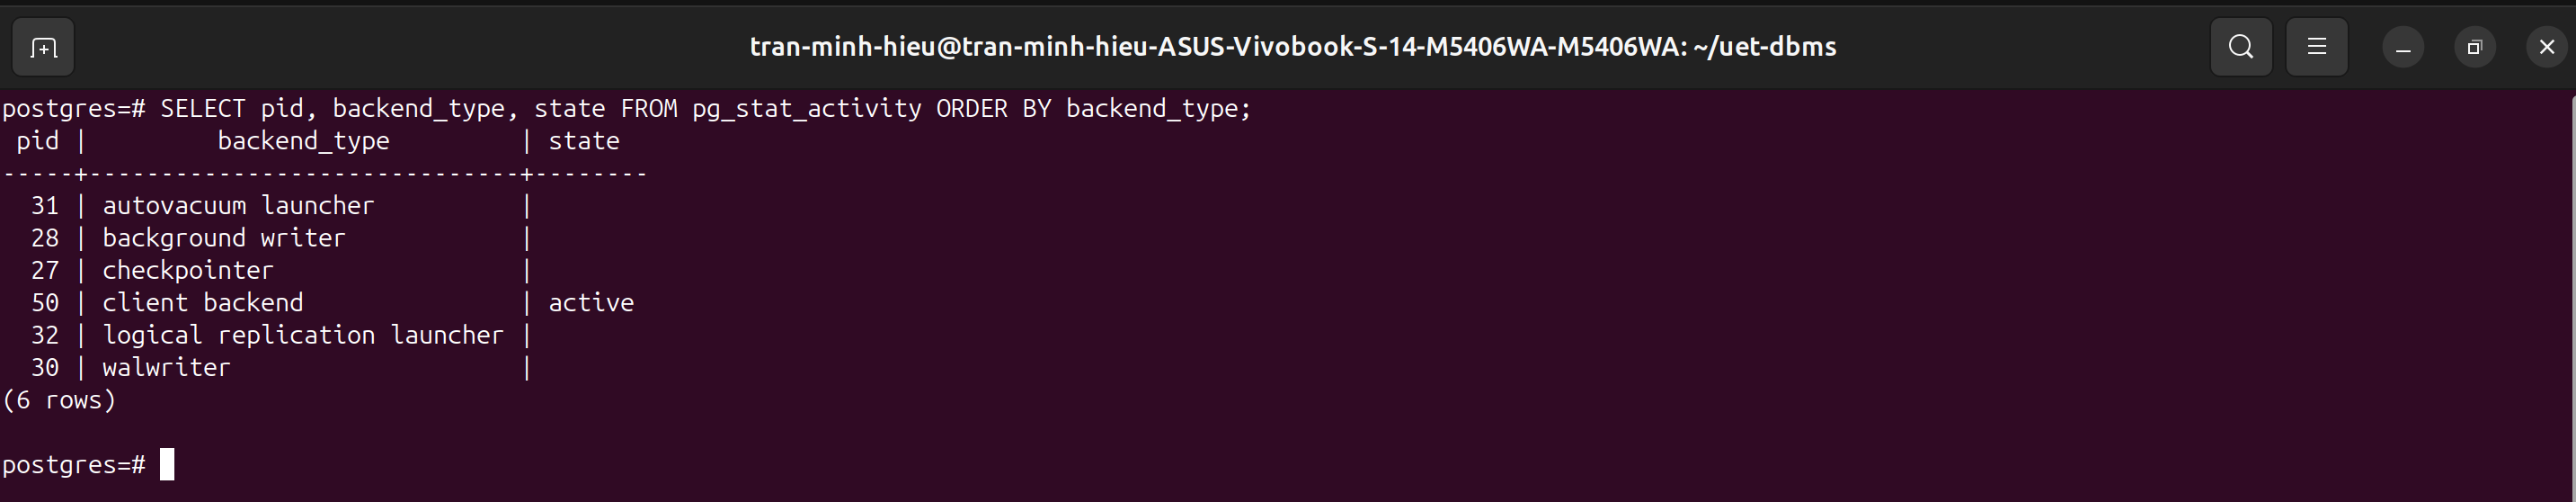 tran-minh-hieu@tran-minh-hieu-ASUS-Vivobook-S-14-M5406WA-M5406WA: ~/uet-dbms
postgres=# SELECT pid, backend_type, state FROM pg_stat_activity ORDER BY backend_type;
 pid |         backend_type         | state
-----+------------------------------+--------
  31 | autovacuum launcher          |
  28 | background writer            |
  27 | checkpointer                 |
  50 | client backend               | active
  32 | logical replication launcher |
  30 | walwriter                    |
(6 rows)
postgres=#